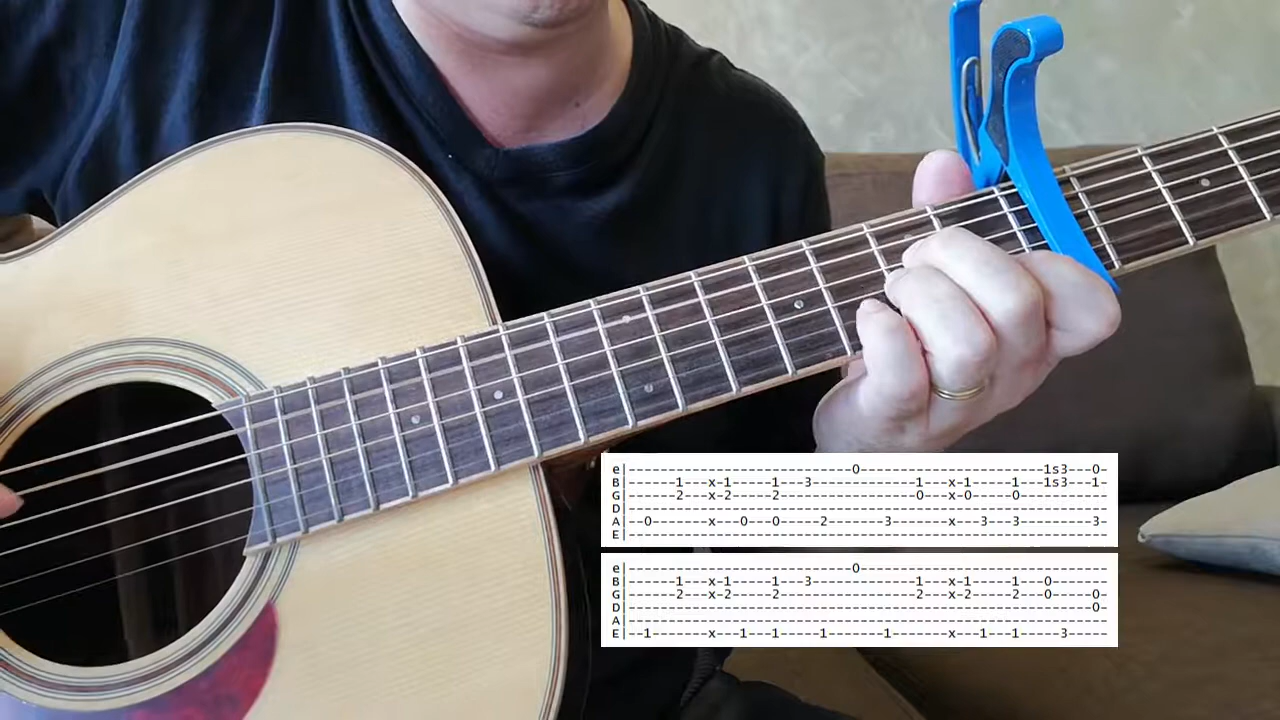 e|----------------------------0-----------------------1s3---0-
B|------1---x-1-----1---3-------------1---x-1-----1---1s3---1-
G|------2---x-2-----2-----------------0---x-0-----0-----------
D|------------------------------------------------------------
A|--0-------x---0---0-----2-------3-------x---3---3---------3-
E|------------------------------------------------------------
e|----------------------------0-------------------------------
B|------1---x-1-----1---3-------------1---x-1-----1---0-------
G|------2---x-2-----2-----------------2---x-2-----2---0-----0-
D|----------------------------------------------------------0-
A|------------------------------------------------------------
E|--1-------x---1---1-----1-------1-------x---1---1-----3-----